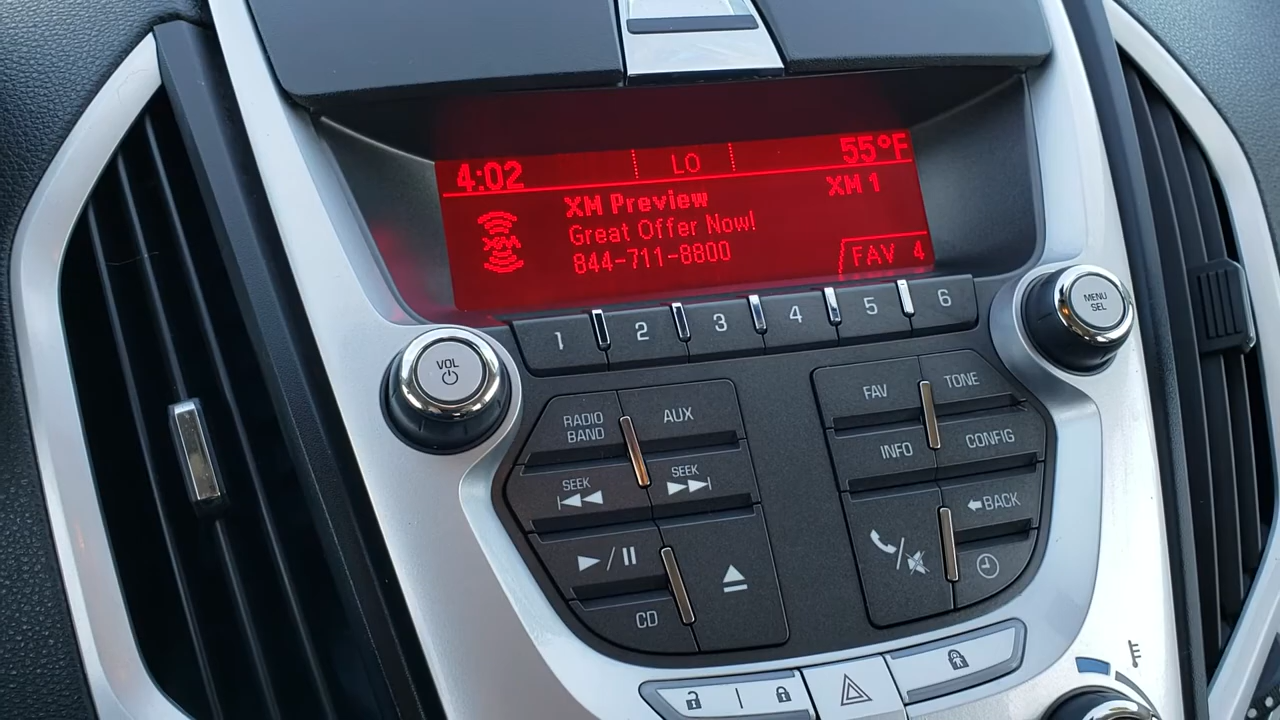 4:02 LO 55°F
XM Preview XM 1
XM Great Offer Now!
844-711-8800 FAV 4
1 2 3 4 5 6
VOL
MENU
SEL
RADIO
BAND
AUX
SEEK
SEEK
CD
FAV
TONE
INFO
CONFIG
BACK